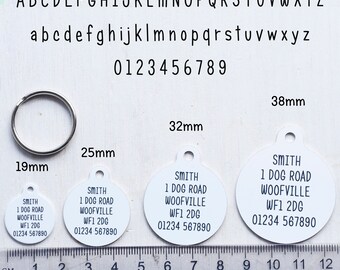 ABCDEFGHIJKLMNOPQRSTUVWXYZ
abcdefghijklmnopqrstuvwxyz
0123456789
19mm
25mm
32mm
38mm
SMITH
1 DOG ROAD
WOOFVILLE
WF1 2DG
01234 567890
SMITH
1 DOG ROAD
WOOFVILLE
WF1 2DG
01234 567890
SMITH
1 DOG ROAD
WOOFVILLE
WF1 2DG
01234 567890
SMITH
1 DOG ROAD
WOOFVILLE
WF1 2DG
01234 567890
1 2 3 4 5 6 7 8 9 10 11 12 13